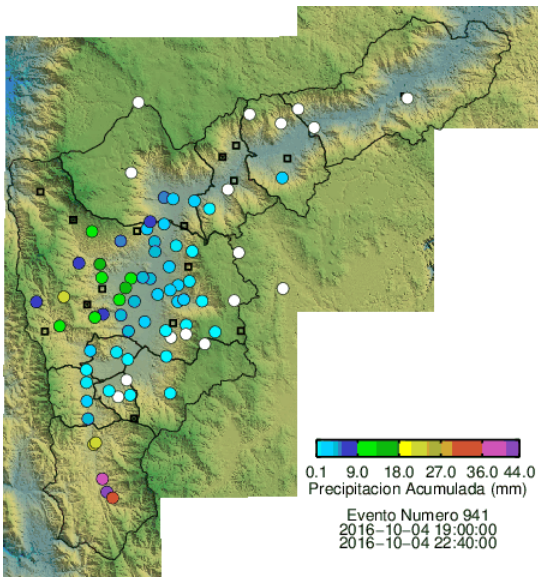 0.1 9.0 18.0 27.0 36.0 44.0
Precipitacion Acumulada (mm)
Evento Numero 941
2016-10-04 19:00:00
2016-10-04 22:40:00